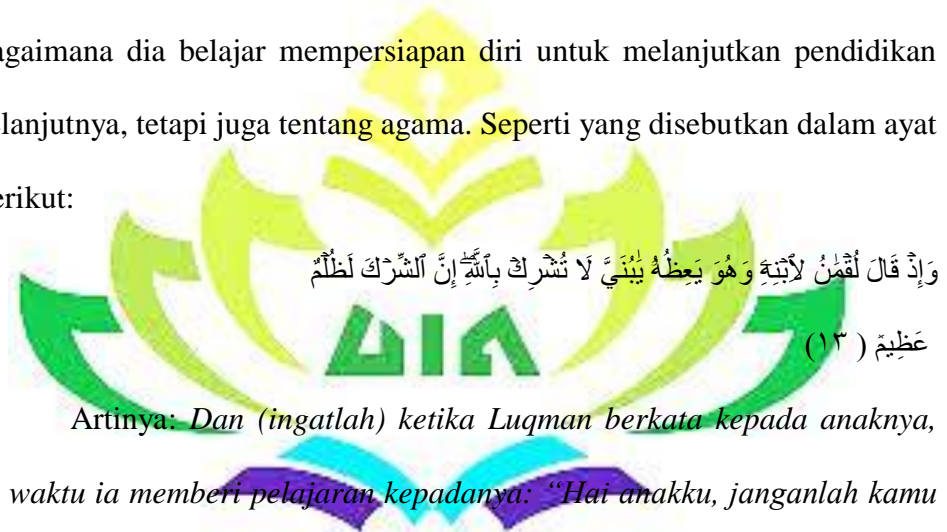 agaimana dia belajar mempersiapan diri untuk melanjutkan pendidikan
elanjutnya, tetapi juga tentang agama. Seperti yang disebutkan dalam ayat
erikut:
وَإِذۡ قَالَ لُقۡمَٰنُ لِٱبۡنِهِۦ وَهُوَ يَعِظُهُۥ يَٰبُنَيَّ لَا تُشۡرِكۡ بِٱللَّهِۖ إِنَّ ٱلشِّرۡكَ لَظُلۡمٌ
عَظِيمٞ ( ١٣)
UIN
Artinya: Dan (ingatlah) ketika Luqman berkata kepada anaknya,
waktu ia memberi pelajaran kepadanya: “Hai anakku, janganlah kamu